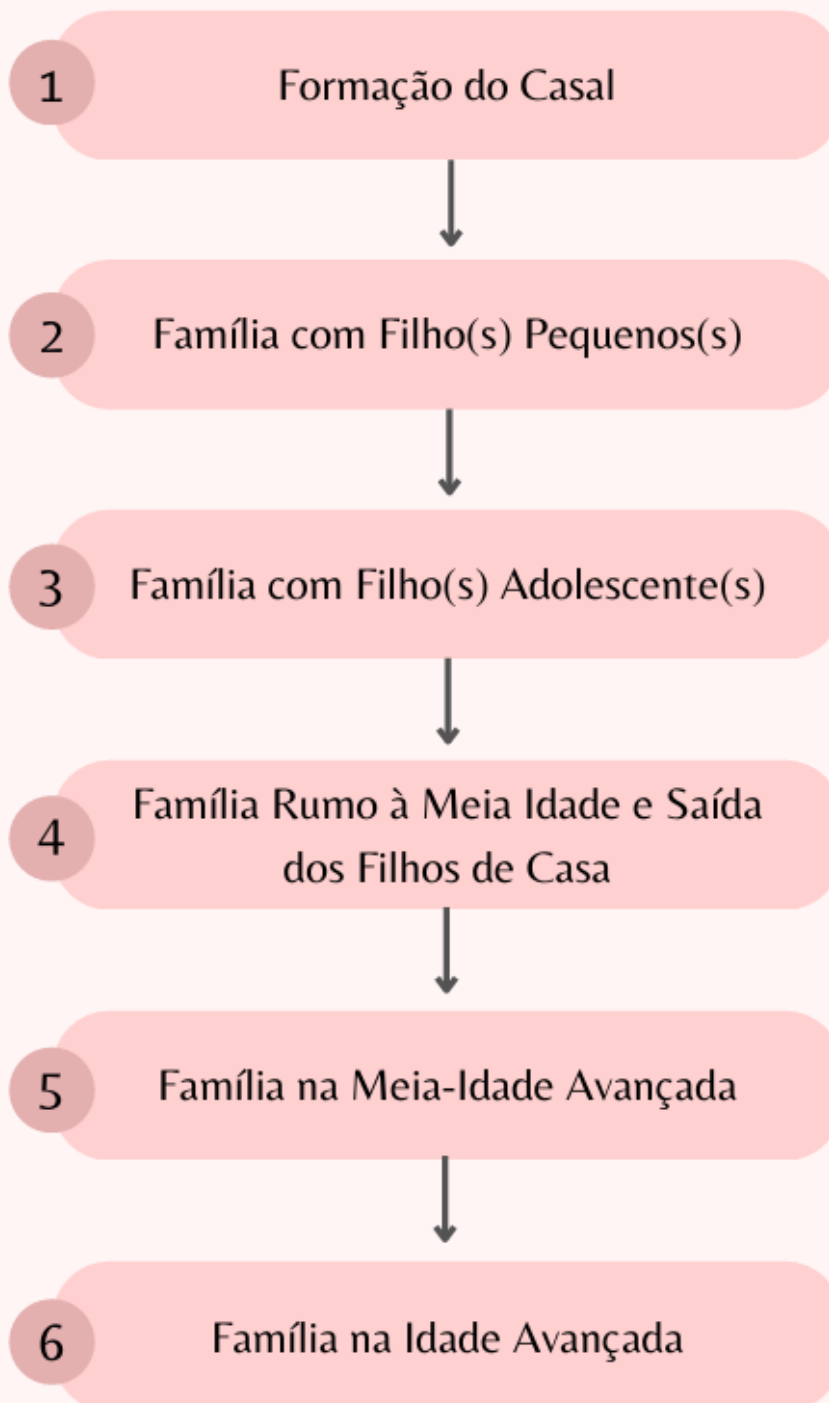 1 Formação do Casal
2 Família com Filho(s) Pequenos(s)
3 Família com Filho(s) Adolescente(s)
4 Família Rumo à Meia Idade e Saída
dos Filhos de Casa
5 Família na Meia-Idade Avançada
6 Família na Idade Avançada